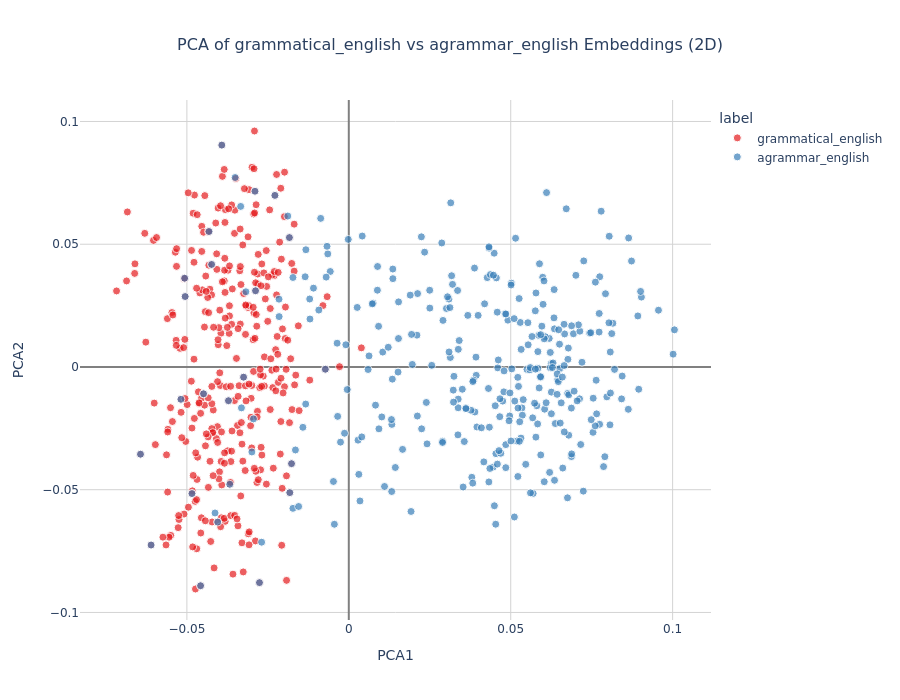 PCA of grammatical_english vs agrammar_english Embeddings (2D)
label
grammatical_english
agrammar_english
0.1
0.05
0
−0.05
−0.1
−0.05
0
0.05
0.1
PCA1
PCA2